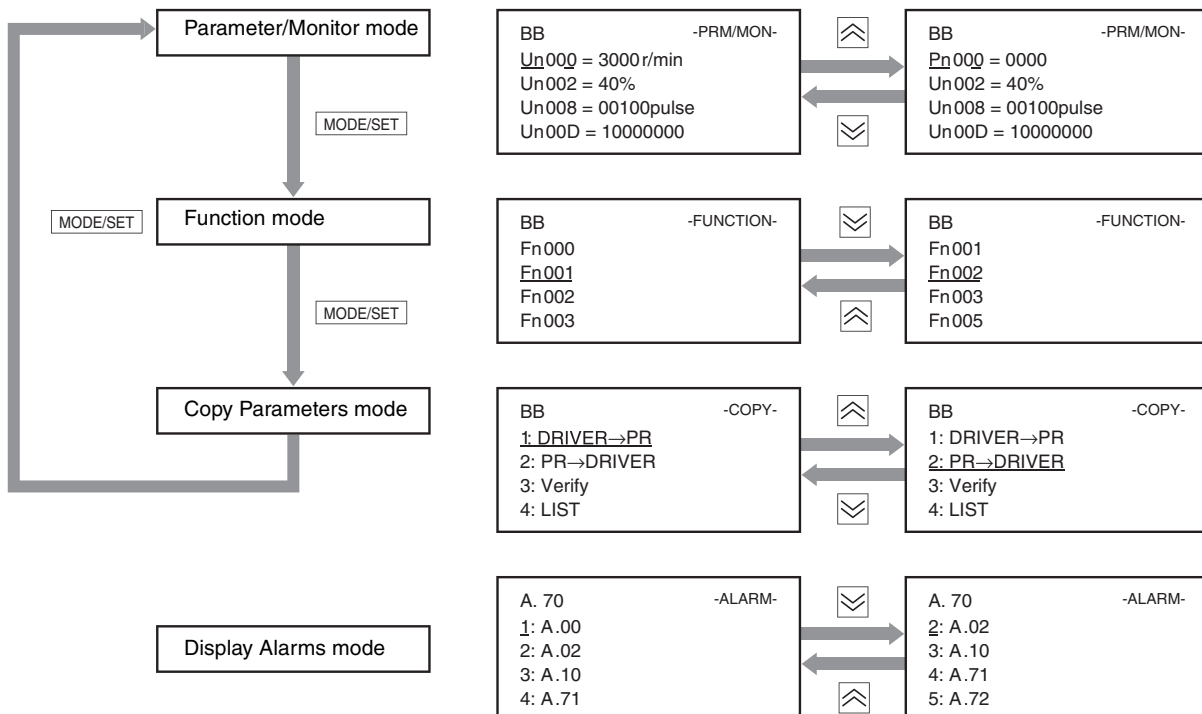 Parameter/Monitor mode
MODE/SET
BB -PRM/MON-
Un000 = 3000r/min
Un002 = 40%
Un008 = 00100pulse
Un00D = 10000000
BB -PRM/MON-
Pn000 = 0000
Un002 = 40%
Un008 = 00100pulse
Un00D = 10000000
MODE/SET
Function mode
MODE/SET
BB -FUNCTION-
Fn000
Fn001
Fn002
Fn003
BB -FUNCTION-
Fn001
Fn002
Fn003
Fn005
Copy Parameters mode
BB -COPY-
1: DRIVER→PR
2: PR→DRIVER
3: Verify
4: LIST
BB -COPY-
1: DRIVER→PR
2: PR→DRIVER
3: Verify
4: LIST
Display Alarms mode
A. 70 -ALARM-
1: A.00
2: A.02
3: A.10
4: A.71
A. 70 -ALARM-
2: A.02
3: A.10
4: A.71
5: A.72